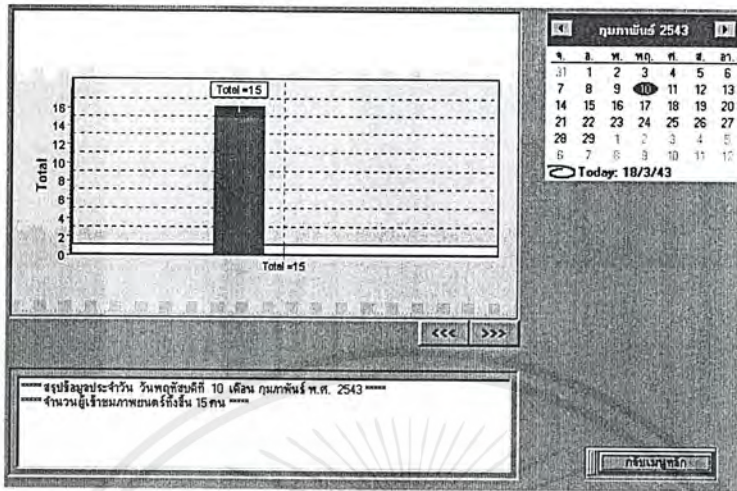 Total =15
16
14
12
10
8
6
4
2
0
Total
Total =15
<<< >>>
กุมภาพันธ์ 2543
จ. อ. พ. พฤ. ศ. ส. อา.
31 1 2 3 4 5 6
7 8 9 10 11 12 13
14 15 16 17 18 19 20
21 22 23 24 25 26 27
28 29 1 2 3 4 5
6 7 8 9 10 11 12
Today: 18/3/43
***** สรุปข้อมูลประจำวัน วันพฤหัสบดีที่ 10 เดือน กุมภาพันธ์ พ.ศ. 2543 *****
***** จำนวนผู้เข้าชมภาพยนตร์ทั้งสิ้น 15 คน *****
กลับเมนูหลัก